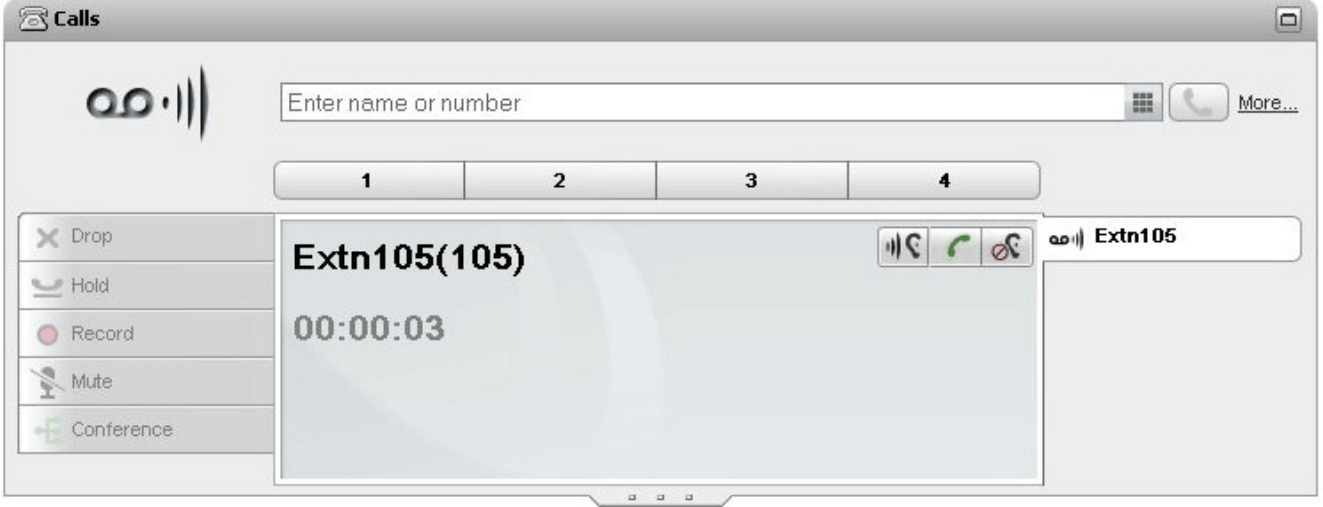 Calls
Enter name or number
More...
1 2 3 4
Drop
Hold
Record
Mute
Conference
Extn105(105)
00:00:03
Extn105